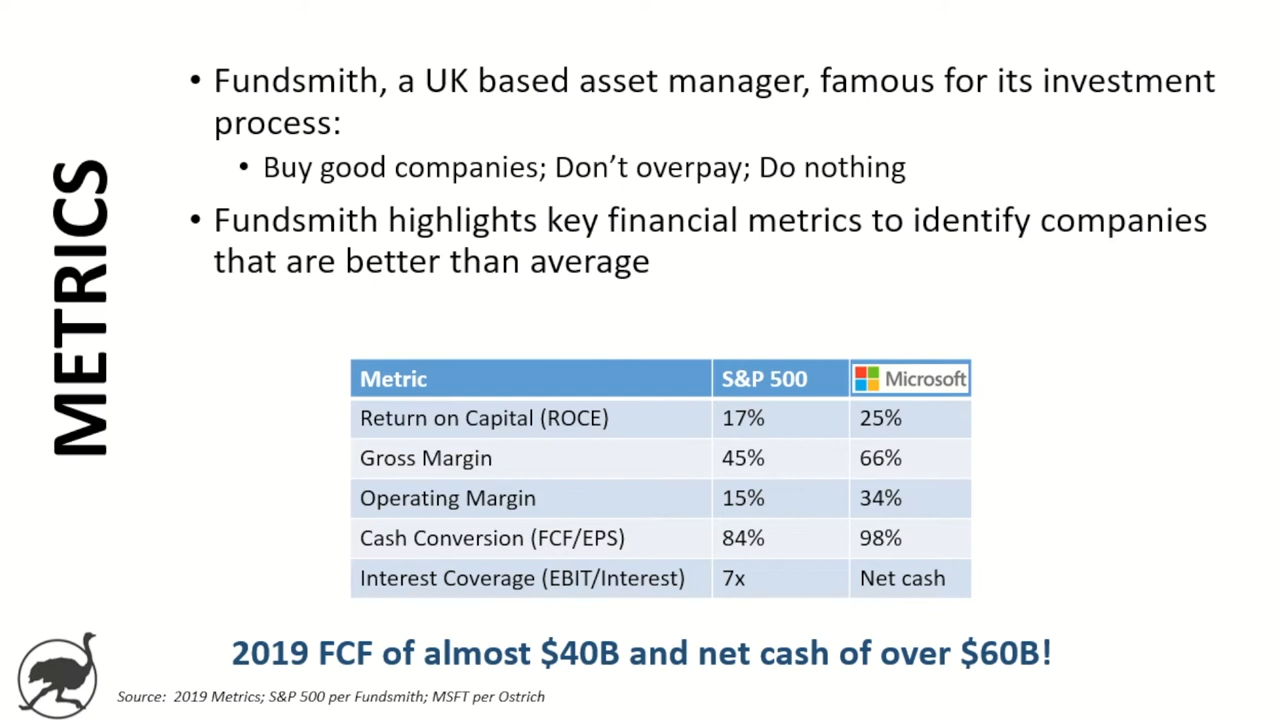 METRICS
• Fundsmith, a UK based asset manager, famous for its investment
process:
• Buy good companies; Don’t overpay; Do nothing
• Fundsmith highlights key financial metrics to identify companies
that are better than average
Metric S&P 500 Microsoft
Return on Capital (ROCE) 17% 25%
Gross Margin 45% 66%
Operating Margin 15% 34%
Cash Conversion (FCF/EPS) 84% 98%
Interest Coverage (EBIT/Interest) 7x Net cash
2019 FCF of almost $40B and net cash of over $60B!
Source: 2019 Metrics; S&P 500 per Fundsmith; MSFT per Ostrich